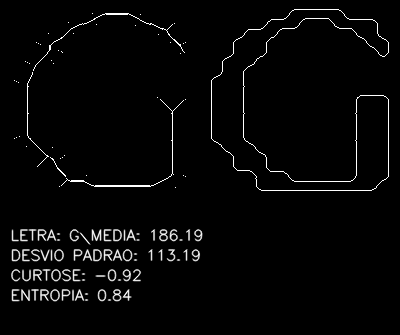 G G
LETRA: G\MEDIA: 186.19
DESVIO PADRAO: 113.19
CURTOSE: -0.92
ENTROPIA: 0.84